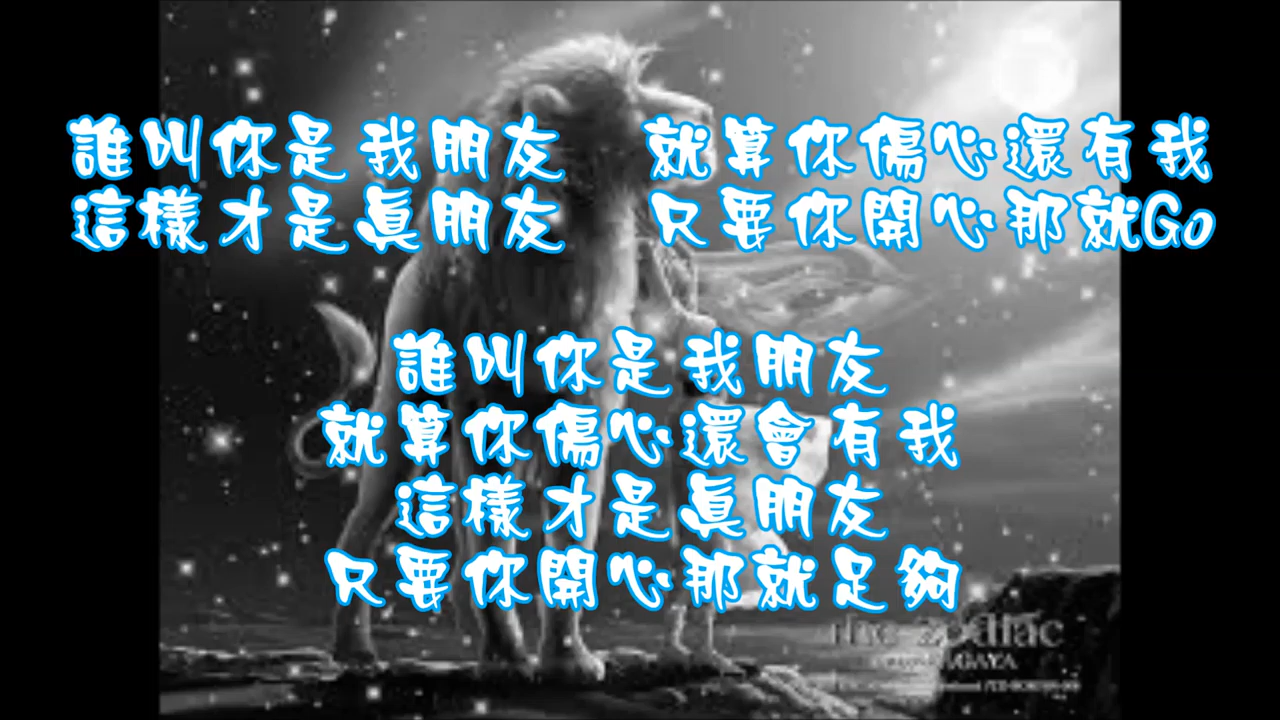 誰叫你是我朋友　就算你傷心還有我
這樣才是真朋友　只要你開心那就Go
誰叫你是我朋友
就算你傷心還會有我
這樣才是真朋友
只要你開心那就足夠
the zodiac